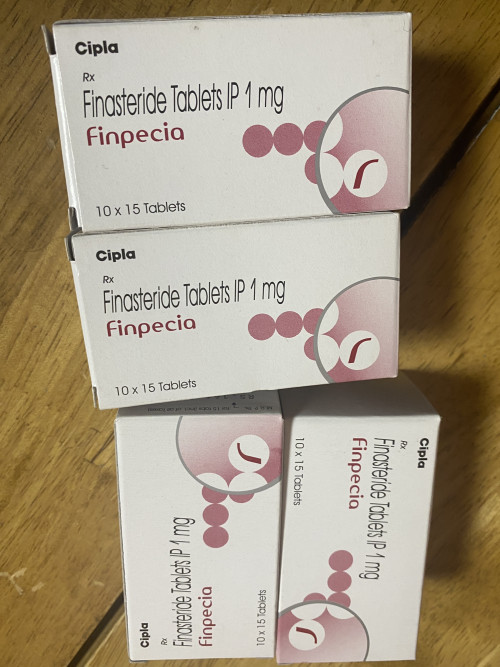 Cipla
Rx
Finasteride Tablets IP 1 mg
Finpecia
10 x 15 Tablets
Cipla
Rx
Finasteride Tablets IP 1 mg
Finpecia
10 x 15 Tablets
Cipla
Rx
Finasteride Tablets IP 1 mg
Finpecia
10 x 15 Tablets
Cipla
Rx
Finasteride Tablets IP 1 mg
Finpecia
10 x 15 Tablets